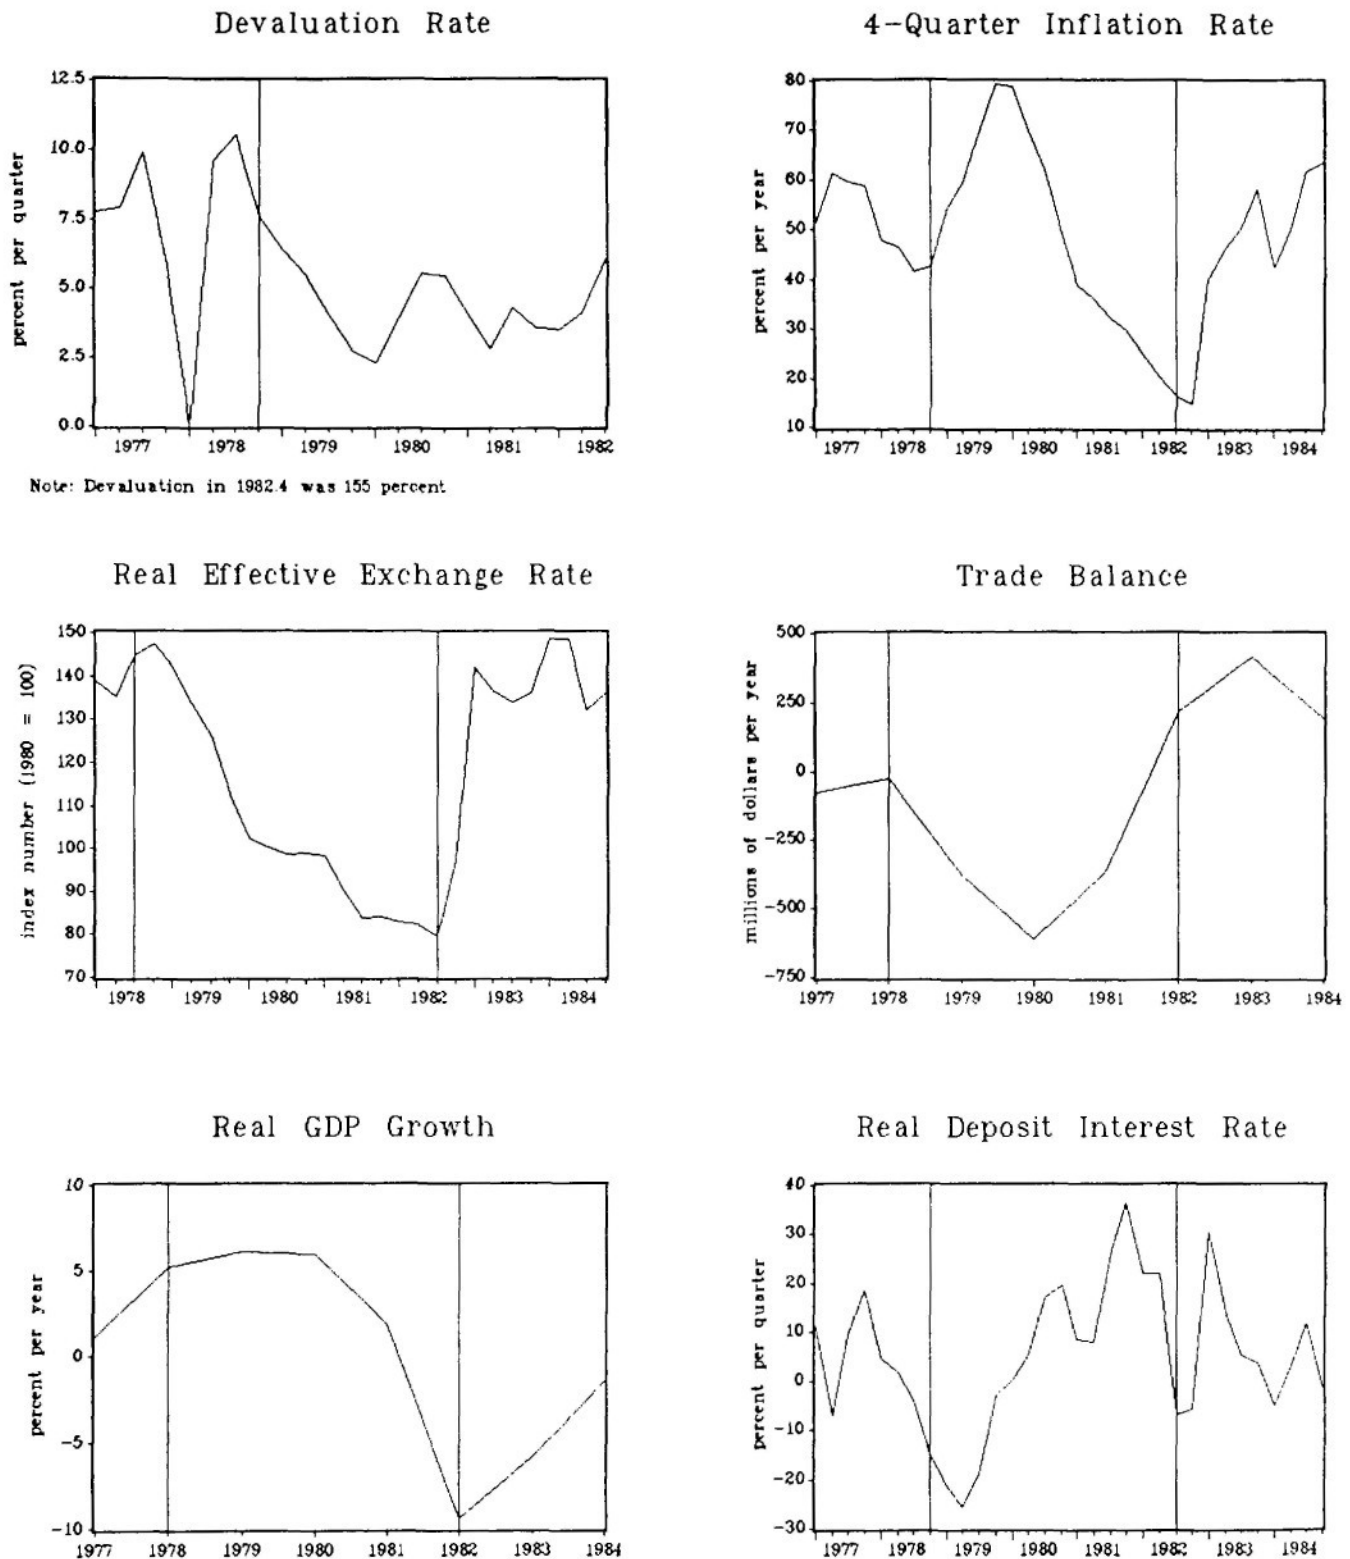 Devaluation Rate
percent per quarter
12.5
10.0
7.5
5.0
2.5
0.0
1977 1978 1979 1980 1981 1982
Note: Devaluation in 1982.4 was 155 percent
4-Quarter Inflation Rate
percent per year
80
70
60
50
40
30
20
10
1977 1978 1979 1980 1981 1982 1983 1984
Real Effective Exchange Rate
index number (1980 = 100)
150
140
130
120
110
100
90
80
70
1978 1979 1980 1981 1982 1983 1984
Trade Balance
millions of dollars per year
500
250
0
-250
-500
-750
1977 1978 1979 1980 1981 1982 1983 1984
Real GDP Growth
percent per year
10
5
0
-5
-10
1977 1978 1979 1980 1981 1982 1983 1984
Real Deposit Interest Rate
percent per quarter
40
30
20
10
0
-10
-20
-30
1977 1978 1979 1980 1981 1982 1983 1984